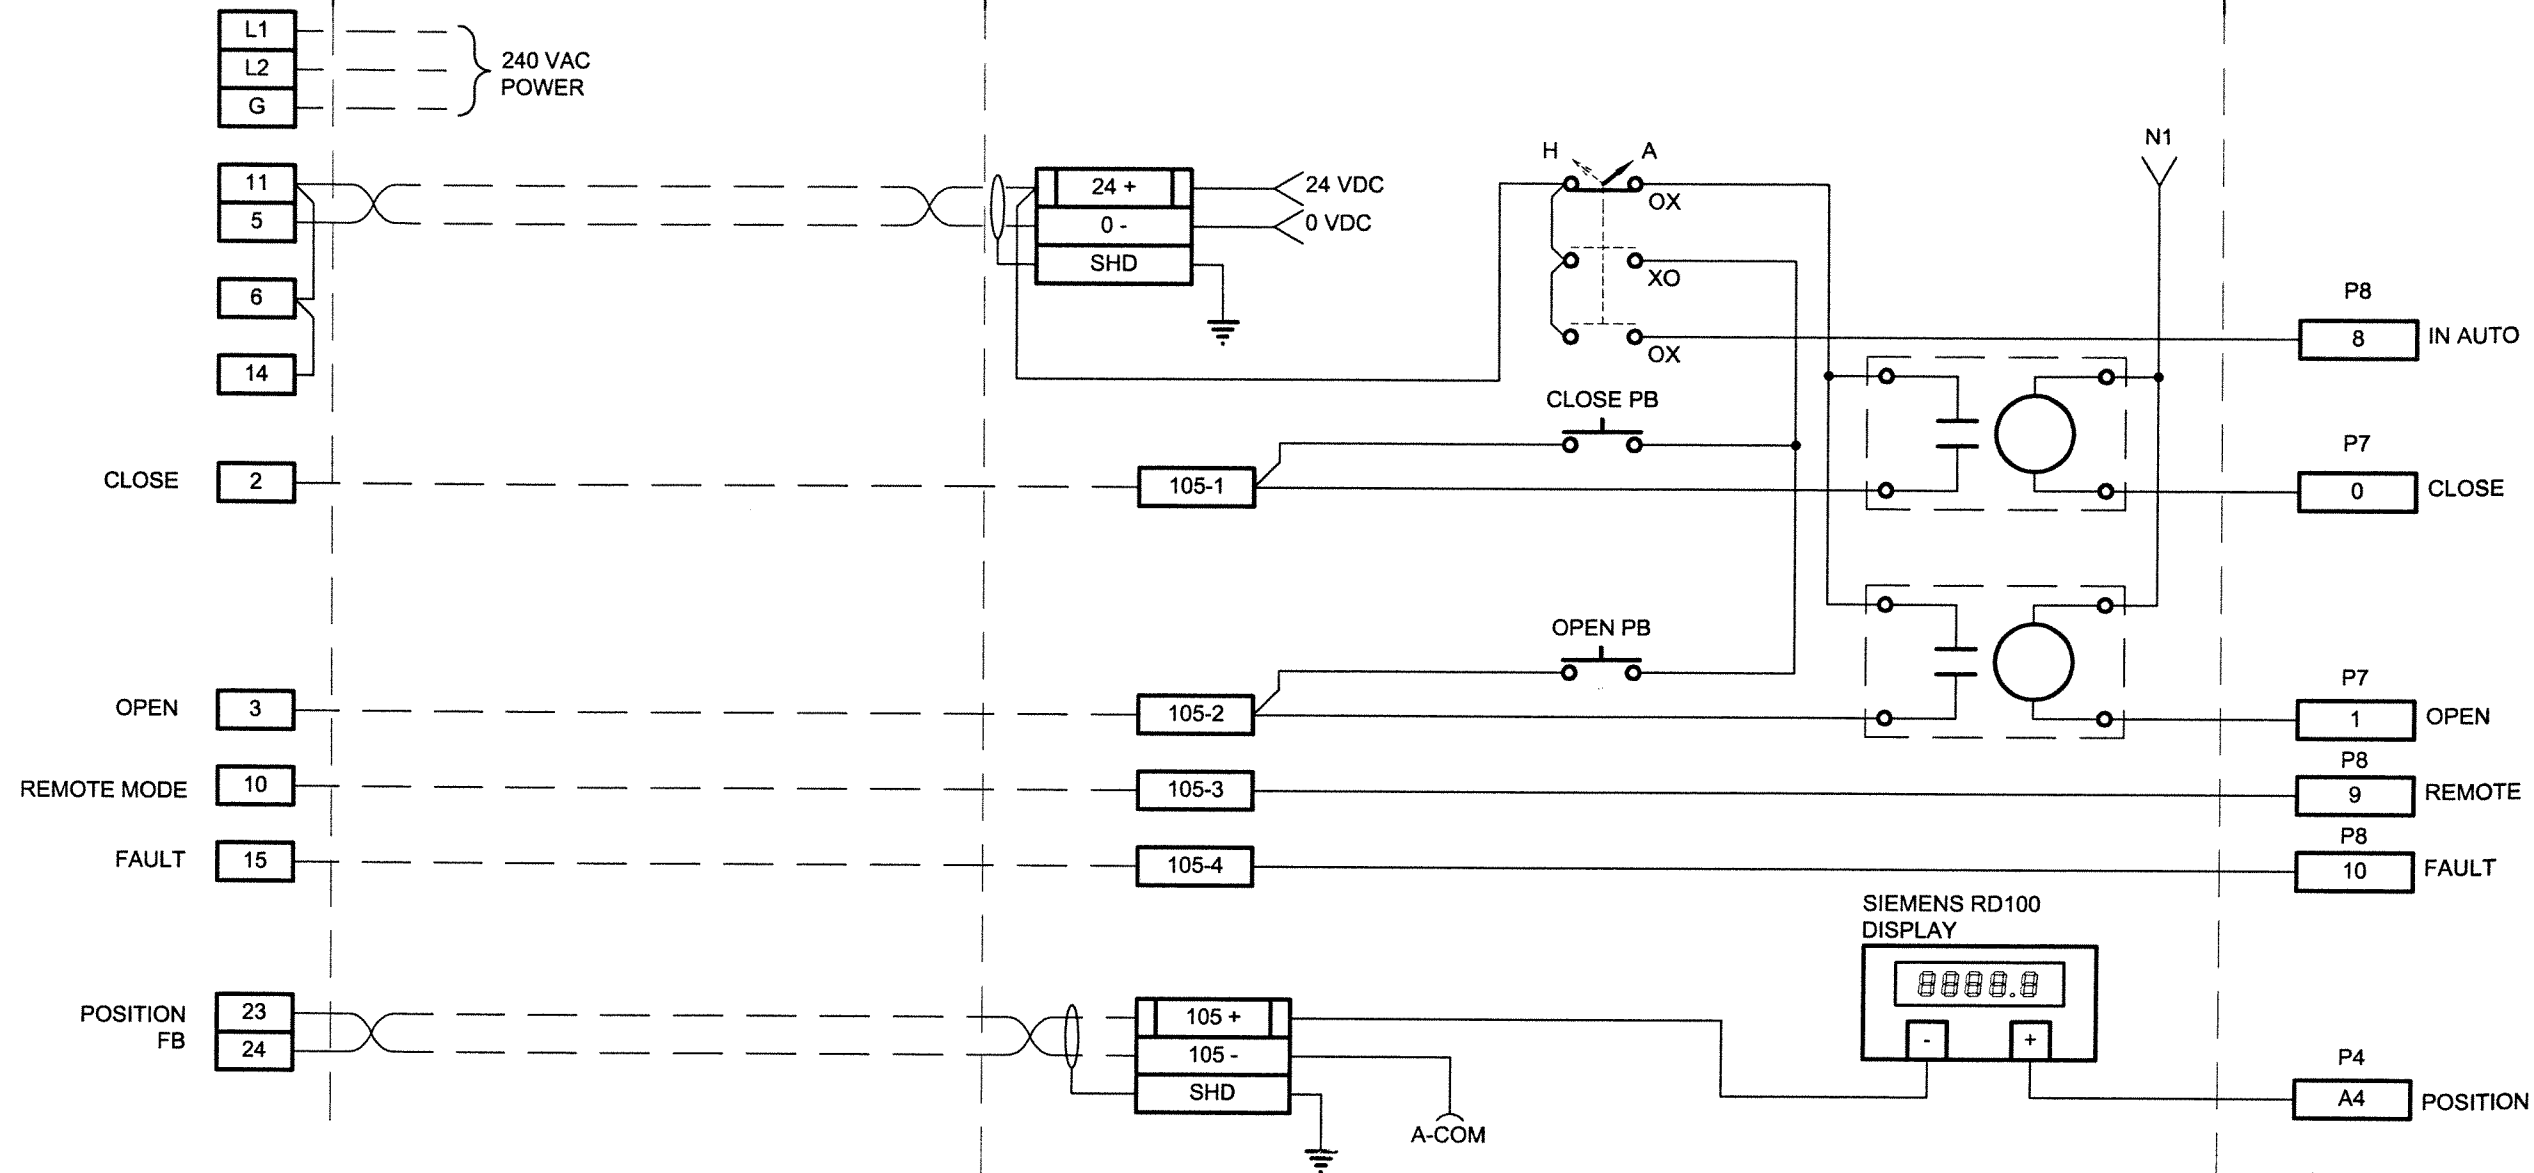 L1
L2
G
240 VAC
POWER
11
5
6
14
24 +
0 -
SHD
24 VDC
0 VDC
H
A
OX
XO
OX
N1
P8
8
IN AUTO
CLOSE
2
105-1
CLOSE PB
P7
0
CLOSE
OPEN
3
105-2
OPEN PB
P7
1
OPEN
REMOTE MODE
10
105-3
P8
9
REMOTE
FAULT
15
105-4
P8
10
FAULT
SIEMENS RD100
DISPLAY
8888.8
-
+
POSITION
FB
23
24
105 +
105 -
SHD
A-COM
P4
A4
POSITION